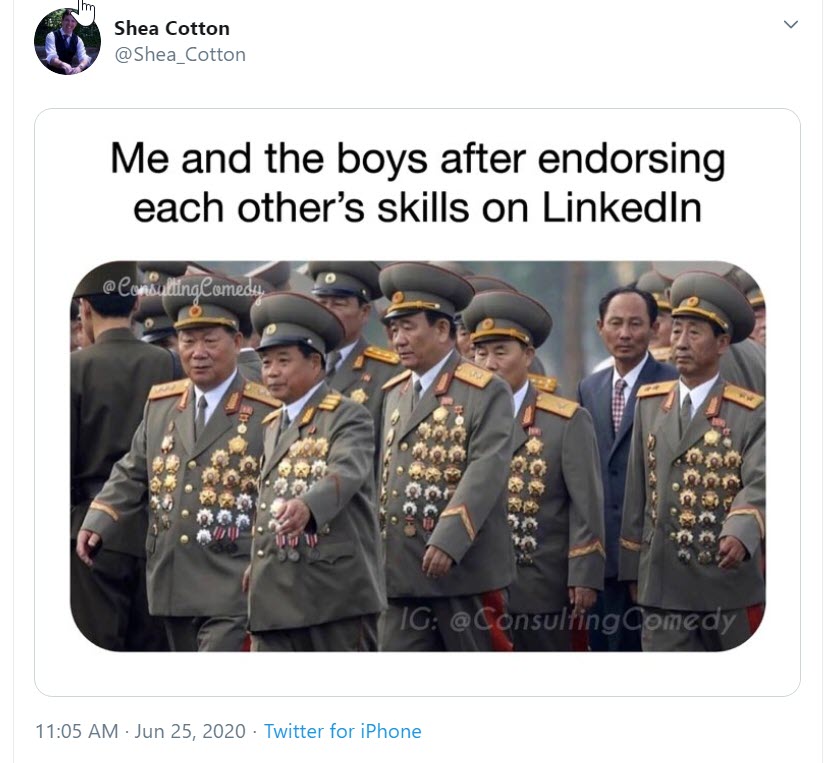 Shea Cotton
@Shea_Cotton
Me and the boys after endorsing
each other’s skills on LinkedIn
@ConsultingComedy
IG: @ConsultingComedy
11:05 AM · Jun 25, 2020 · Twitter for iPhone